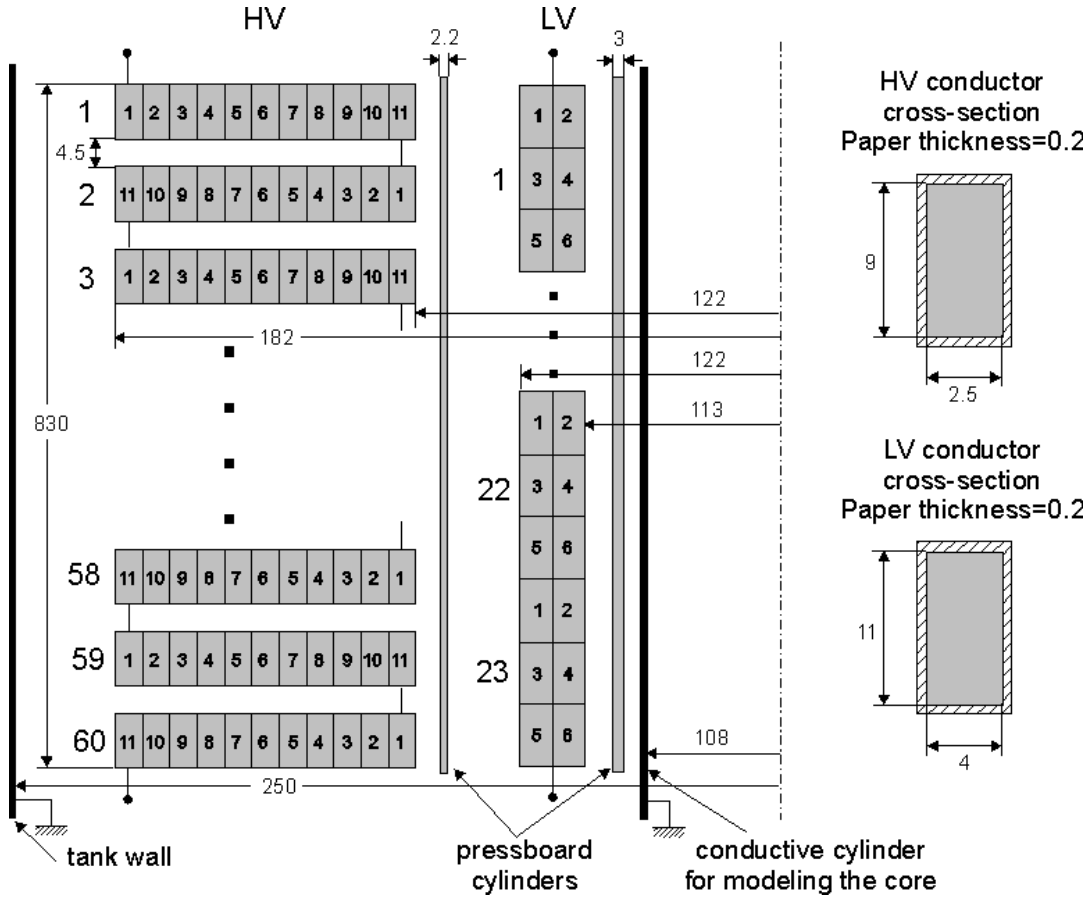 HV
LV
2.2
3
1 1 2 3 4 5 6 7 8 9 10 11
4.5
2 11 10 9 8 7 6 5 4 3 2 1
3 1 2 3 4 5 6 7 8 9 10 11
1 2
1 3 4
5 6
122
182
122
113
830
1 2
22 3 4
5 6
58 11 10 9 8 7 6 5 4 3 2 1
1 2
59 1 2 3 4 5 6 7 8 9 10 11
23 3 4
60 11 10 9 8 7 6 5 4 3 2 1
5 6
108
250
tank wall
pressboard
cylinders
conductive cylinder
for modeling the core
HV conductor
cross-section
Paper thickness=0.2
9
2.5
LV conductor
cross-section
Paper thickness=0.2
11
4